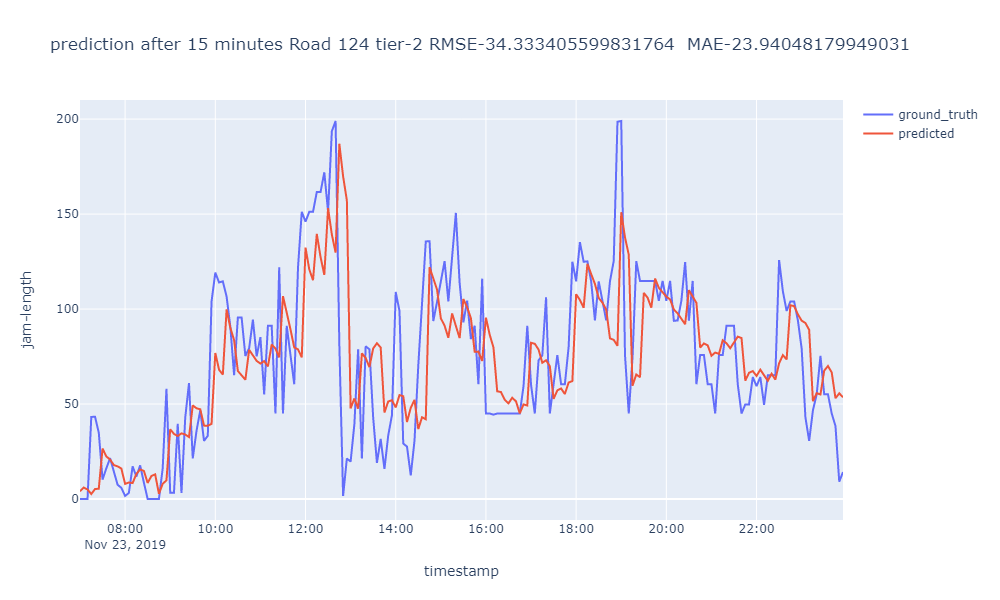 prediction after 15 minutes Road 124 tier-2 RMSE-34.333405599831764  MAE-23.94048179949031
ground_truth
predicted
jam-length
200
150
100
50
0
08:00 10:00 12:00 14:00 16:00 18:00 20:00 22:00
Nov 23, 2019
timestamp